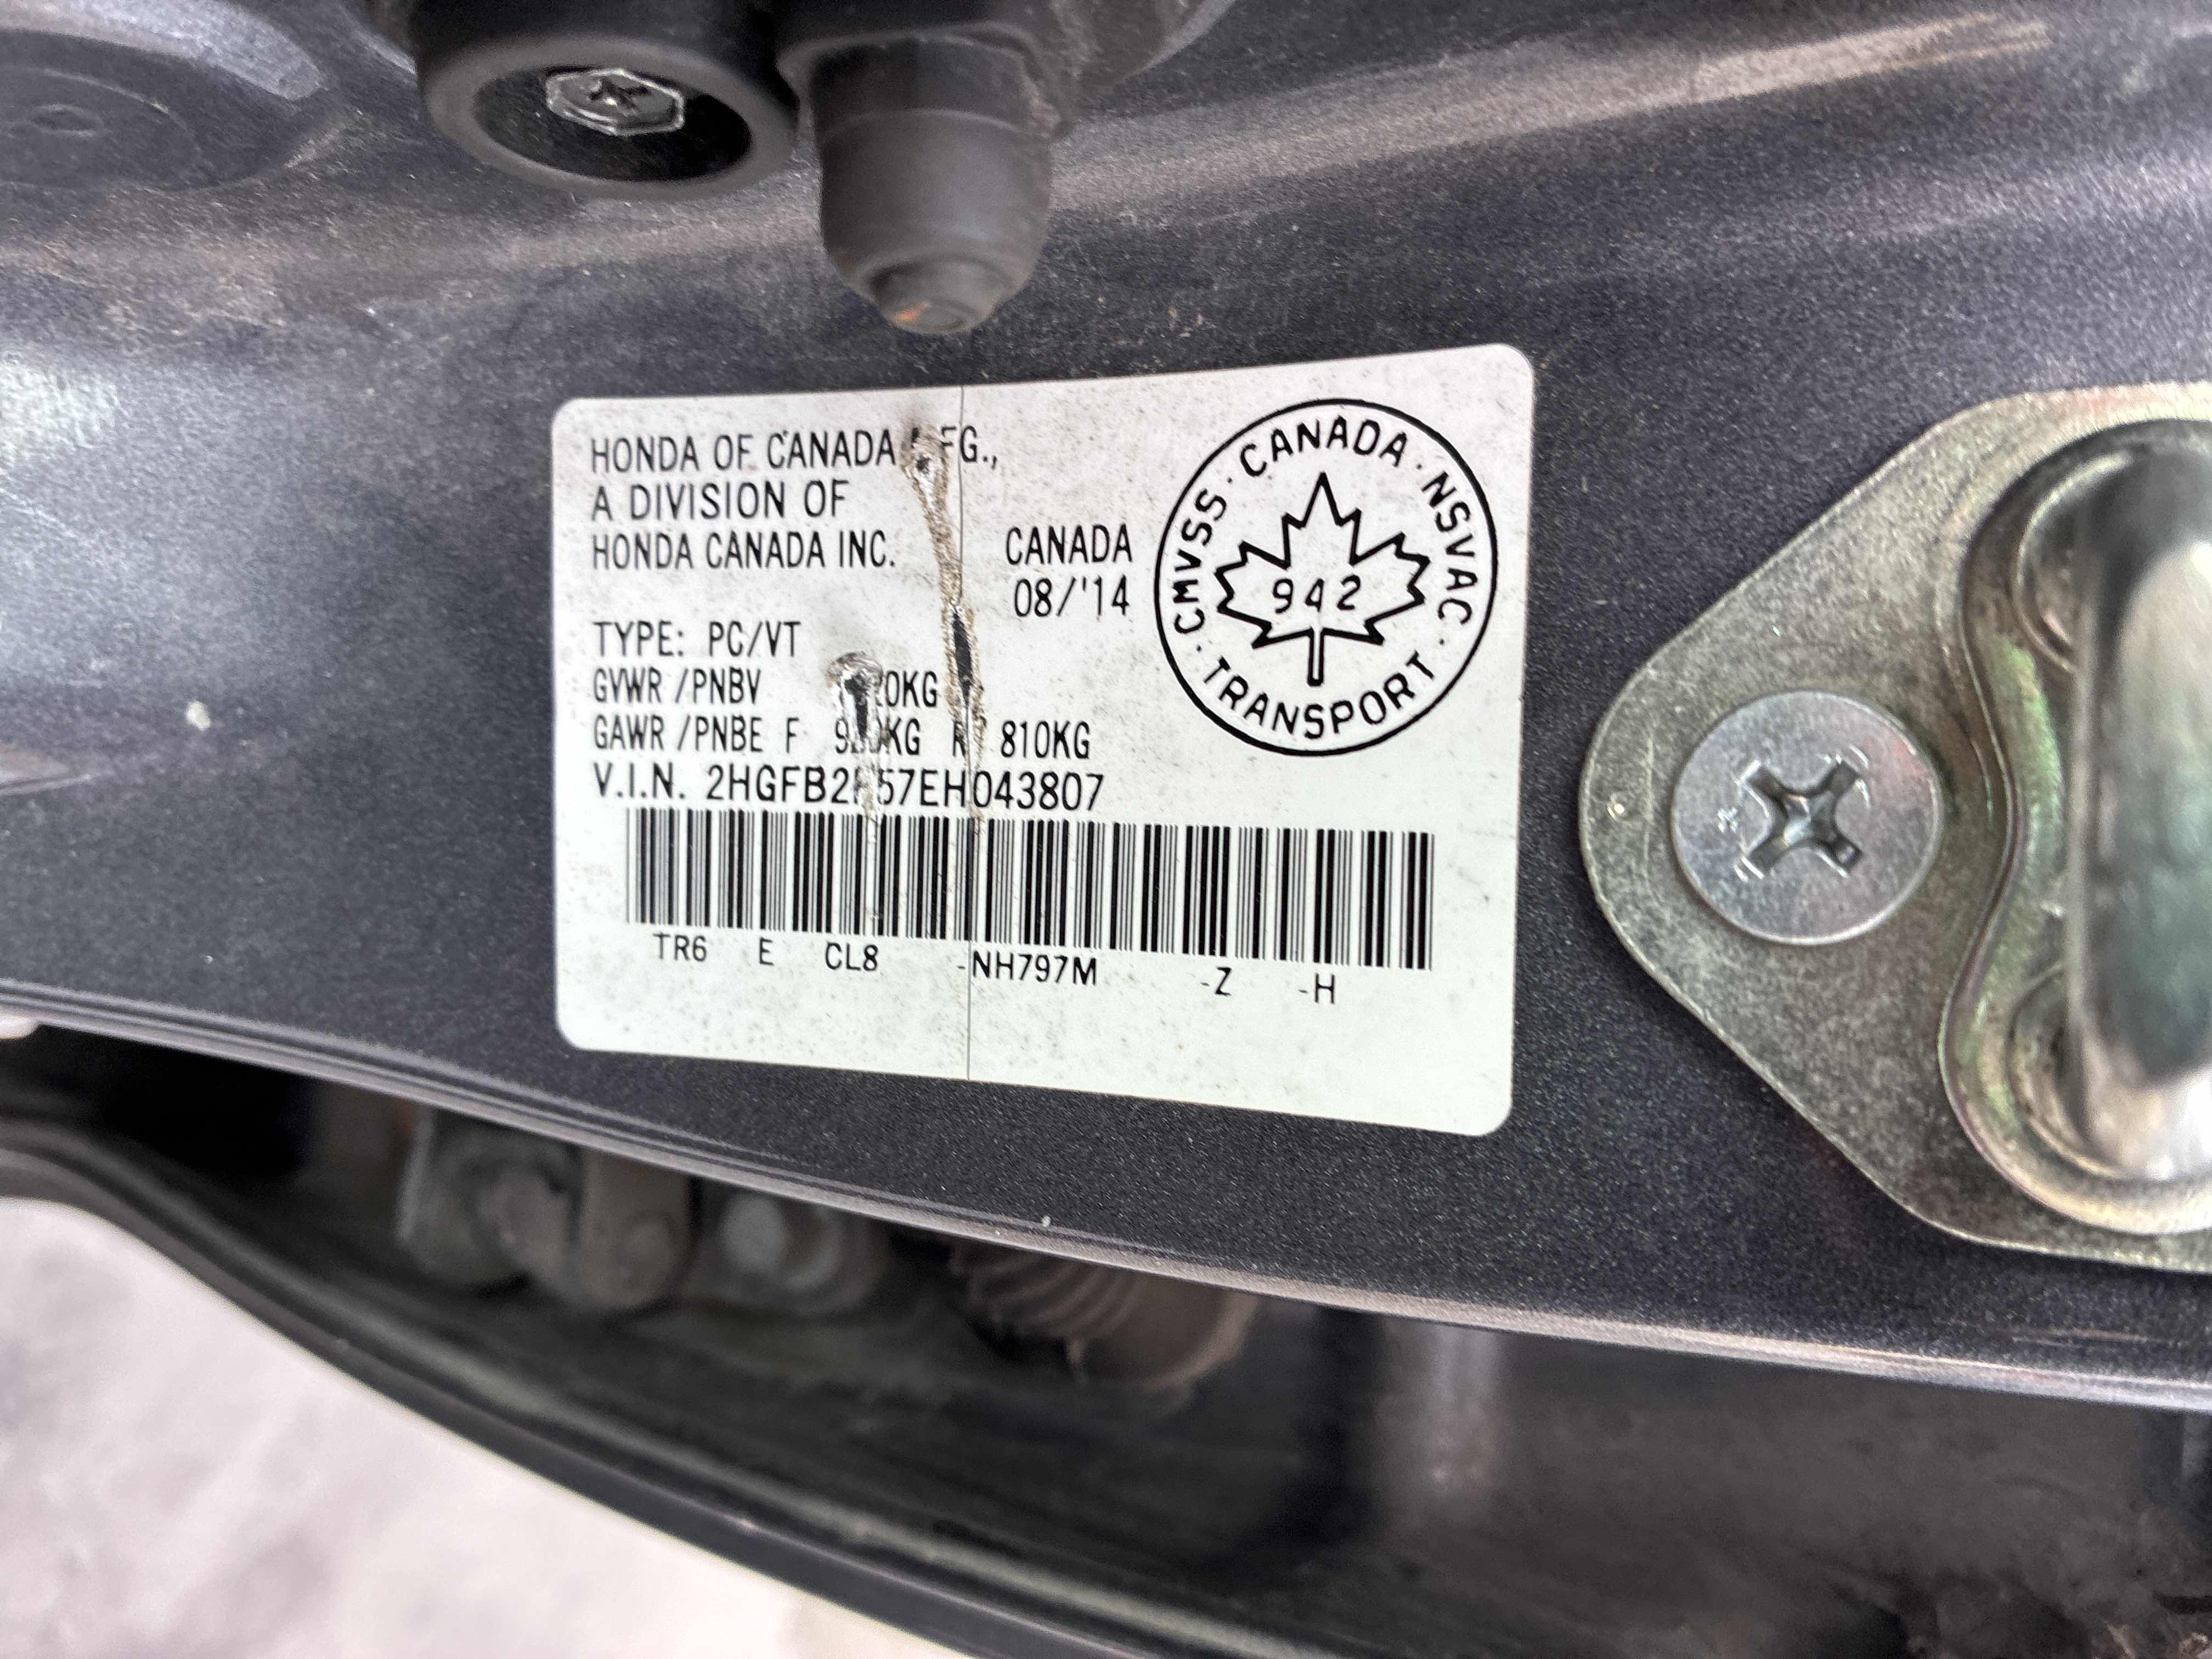 HONDA OF CANADA
A DIVISION OF
HONDA CANADA INC.
CANADA
08/'14
CMVSS · CANADA · NSVAC · TRANSPORT ·
942
TYPE: PC/VT
GVWR /PNBV
GAWR /PNBE F 810KG
V.I.N.
TR6 E CL8 -NH797M -Z -H